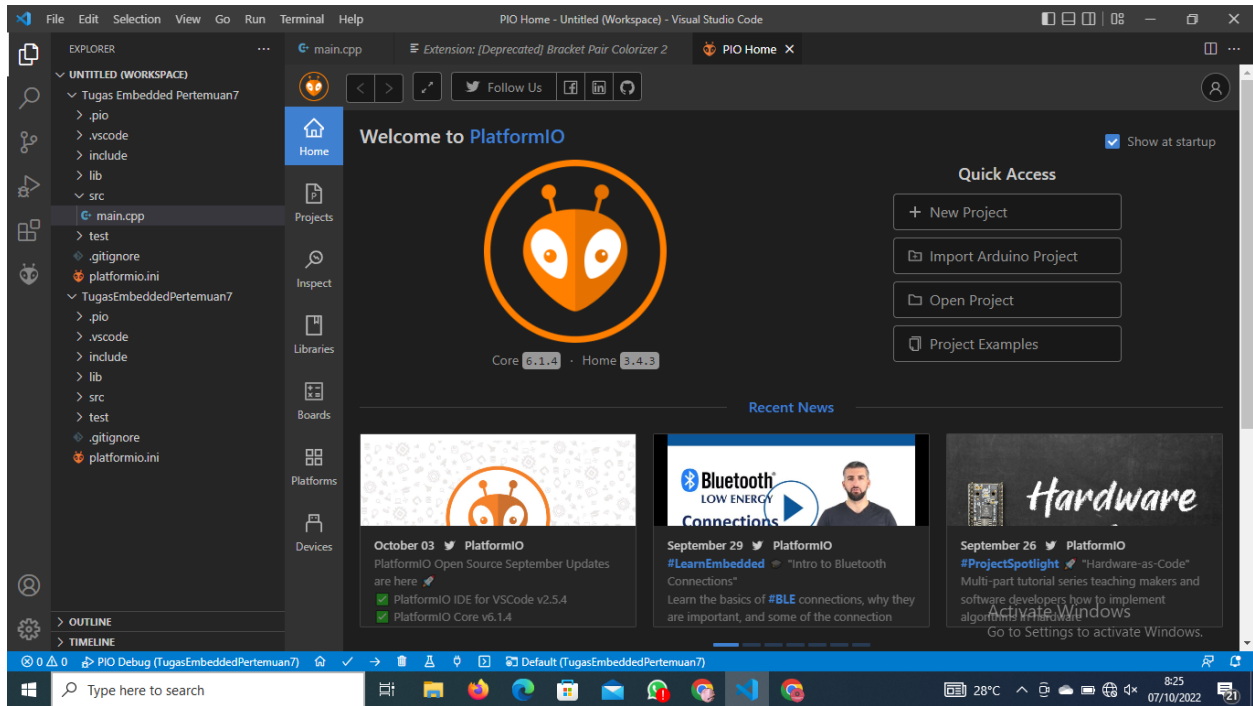 File Edit Selection View Go Run Terminal Help
PIO Home - Untitled (Workspace) - Visual Studio Code
EXPLORER
main.cpp
Extension: [Deprecated] Bracket Pair Colorizer 2
PIO Home
UNTITLED (WORKSPACE)
Tugas Embedded Pertemuan7
.pio
.vscode
include
lib
src
main.cpp
test
.gitignore
platformio.ini
TugasEmbeddedPertemuan7
.pio
.vscode
include
lib
src
test
.gitignore
platformio.ini
OUTLINE
TIMELINE
Home
Projects
Inspect
Libraries
Boards
Platforms
Devices
Follow Us
Welcome to PlatformIO
Show at startup
Core 6.1.4 · Home 3.4.3
Quick Access
New Project
Import Arduino Project
Open Project
Project Examples
Recent News
October 03 PlatformIO
PlatformIO Open Source September Updates
are here
PlatformIO IDE for VSCode v2.5.4
PlatformIO Core v6.1.4
Bluetooth
LOW ENERGY
Connections
September 29 PlatformIO
#LearnEmbedded "Intro to Bluetooth
Connections"
Learn the basics of #BLE connections, why they
are important, and some of the connection
Hardware
September 26 PlatformIO
#ProjectSpotlight "Hardware-as-Code"
Multi-part tutorial series teaching makers and
software developers how to implement
algorithms in Hardware
Activate Windows
Go to Settings to activate Windows.
0 0 PIO Debug (TugasEmbeddedPertemuan7)
Default (TugasEmbeddedPertemuan7)
Type here to search
28°C
8:25
07/10/2022
21